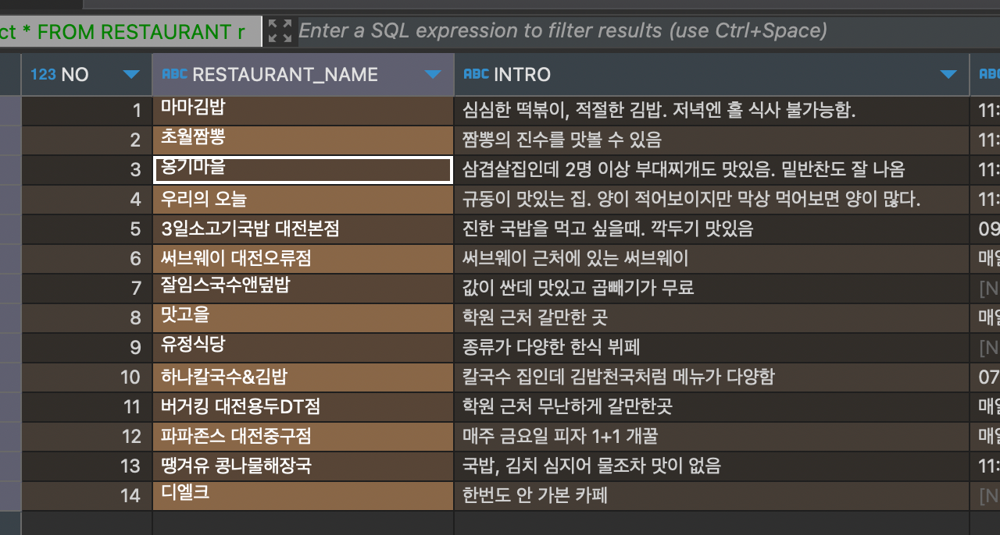 ct * FROM RESTAURANT r Enter a SQL expression to filter results (use Ctrl+Space)
123 NO ABC RESTAURANT_NAME ABC INTRO ABC
1 마마김밥 심심한 떡볶이, 적절한 김밥. 저녁엔 홀 식사 불가능함. 11:
2 초월짬뽕 짬뽕의 진수를 맛볼 수 있음 11:
3 옹기마을 삼겹살집인데 2명 이상 부대찌개도 맛있음. 밑반찬도 잘 나옴 11:
4 우리의 오늘 규동이 맛있는 집. 양이 적어보이지만 막상 먹어보면 양이 많다. 11:
5 3일소고기국밥 대전본점 진한 국밥을 먹고 싶을때. 깍두기 맛있음 09
6 써브웨이 대전오류점 써브웨이 근처에 있는 써브웨이 매일
7 잘임스국수앤덮밥 값이 싼데 맛있고 곱빼기가 무료 [N
8 맛고을 학원 근처 갈만한 곳 매일
9 유정식당 종류가 다양한 한식 뷔페 [N
10 하나칼국수&김밥 칼국수 집인데 김밥천국처럼 메뉴가 다양함 07
11 버거킹 대전용두DT점 학원 근처 무난하게 갈만한곳 매일
12 파파존스 대전중구점 매주 금요일 피자 1+1 개꿀 매일
13 땡겨유 콩나물해장국 국밥, 김치 심지어 물조차 맛이 없음 11:
14 디엘크 한번도 안 가본 카페 [N